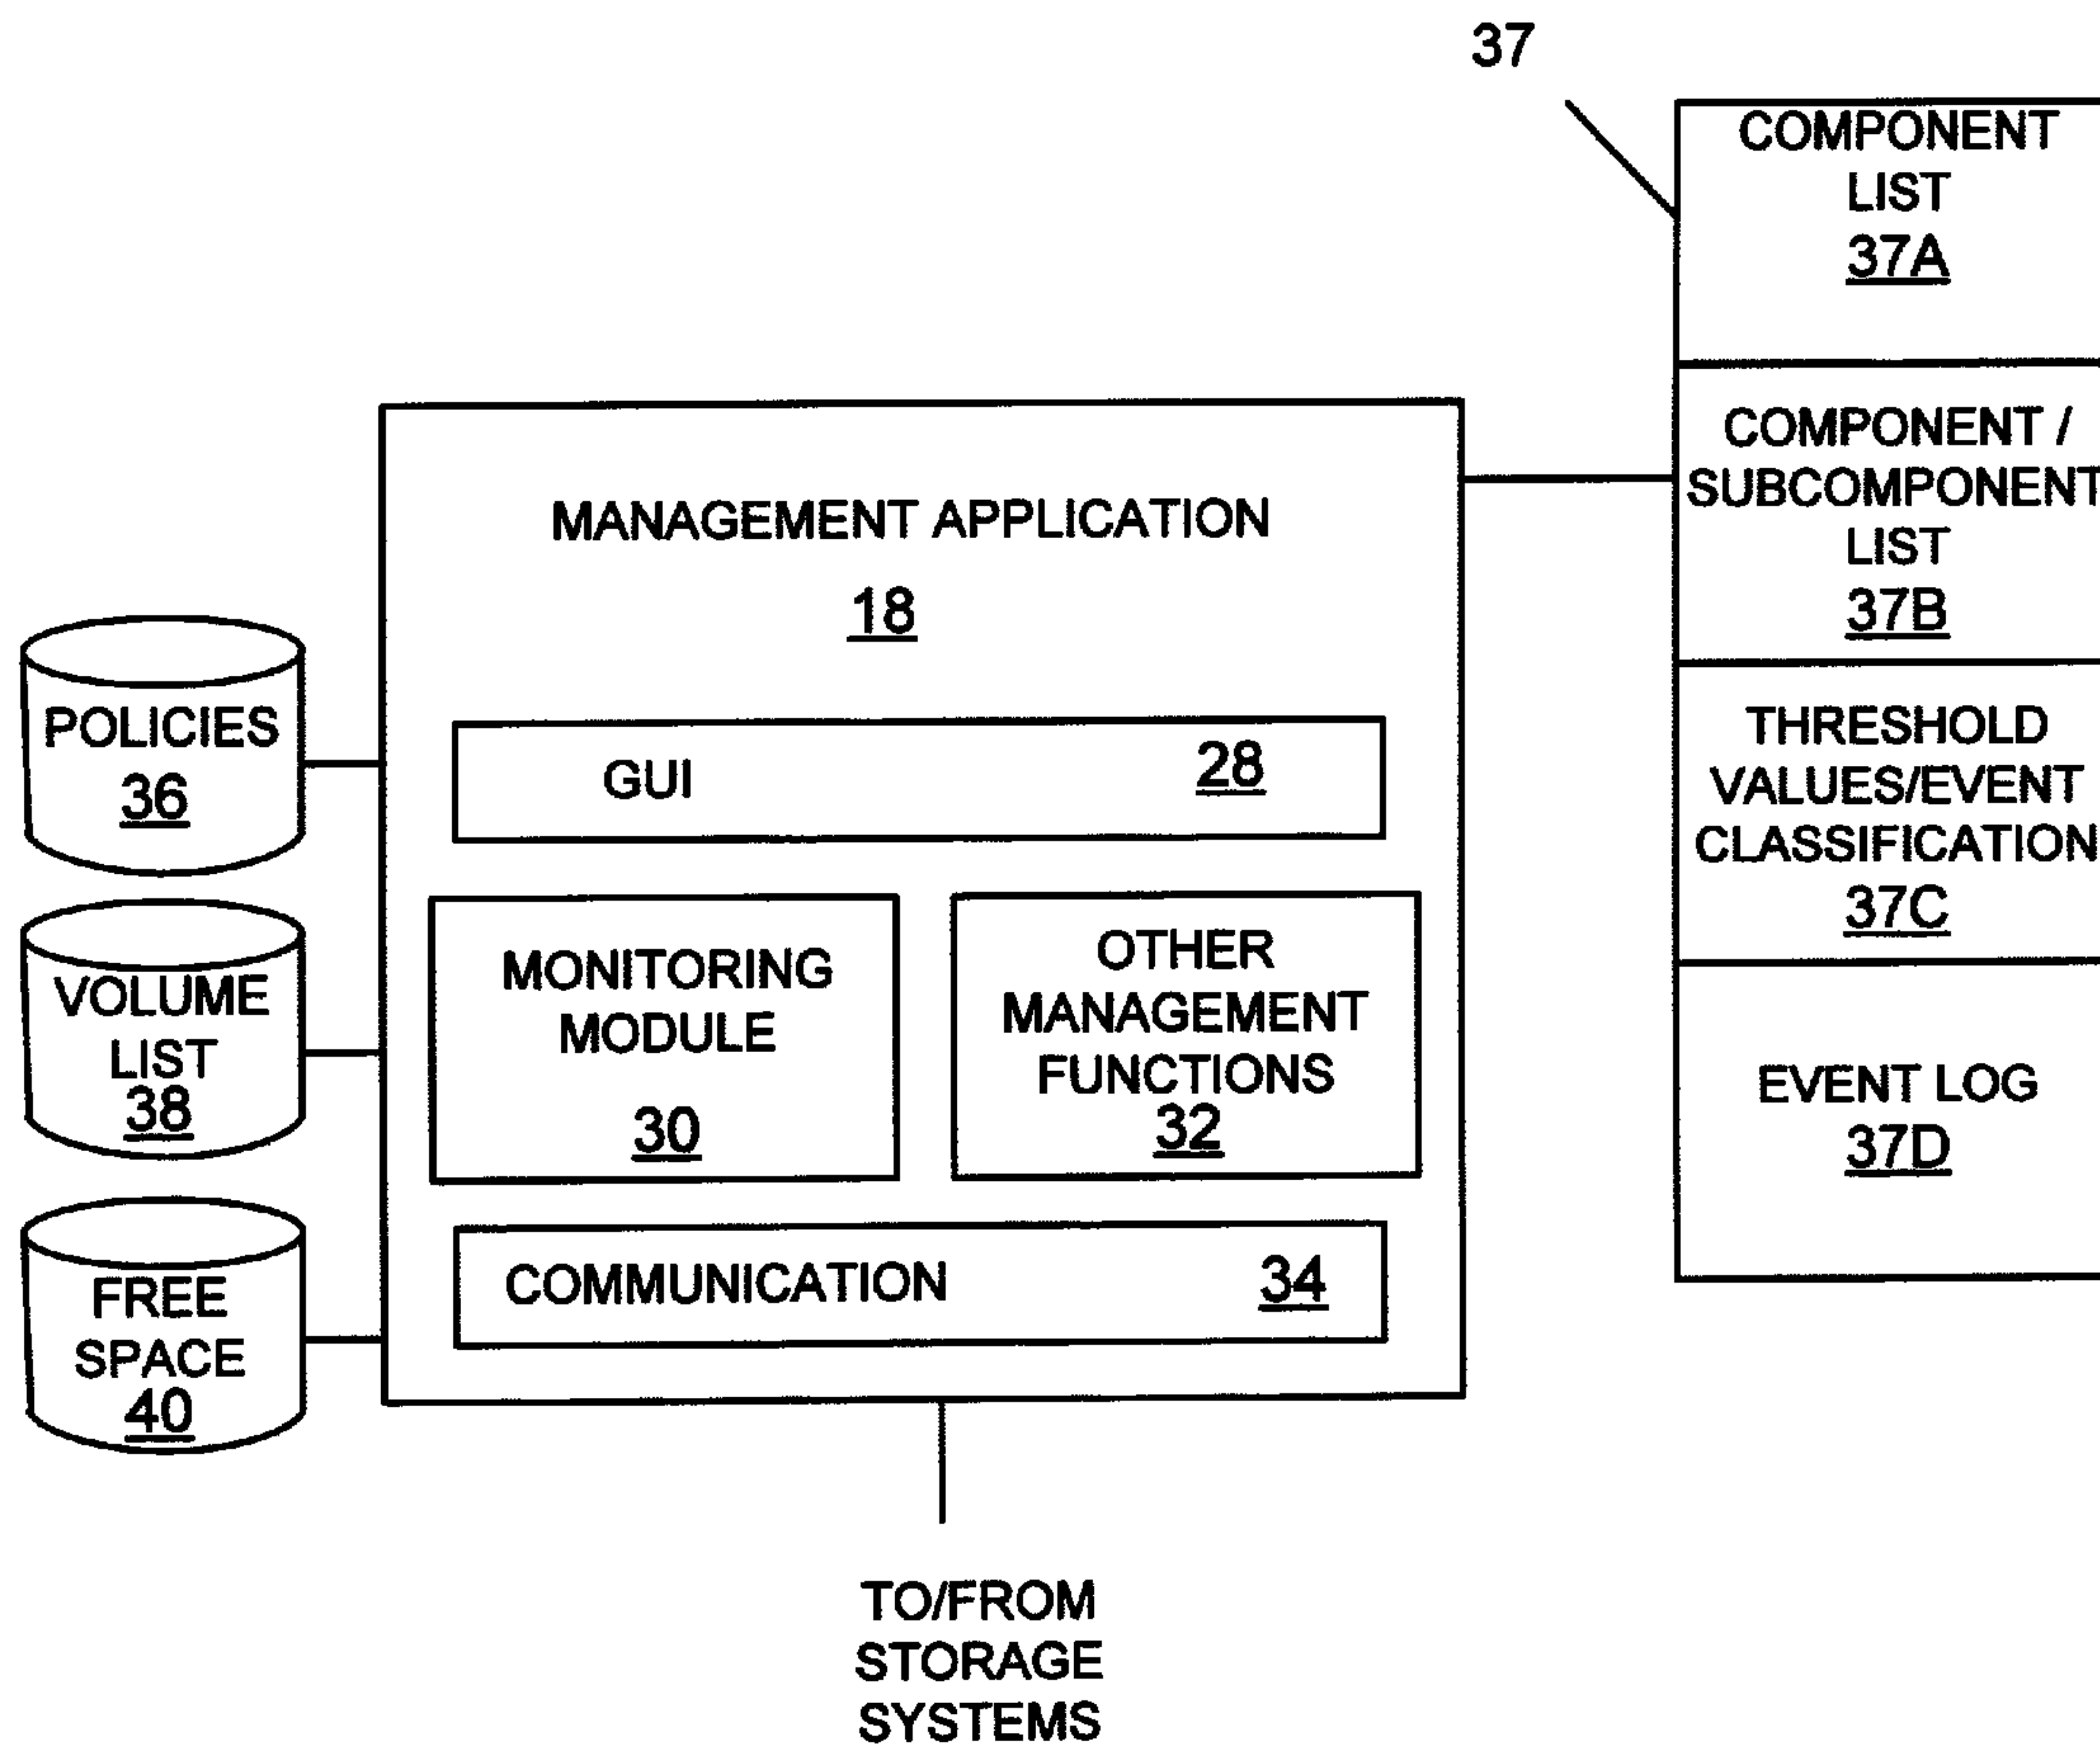 37
COMPONENT
LIST
37A
COMPONENT /
SUBCOMPONENT
LIST
37B
THRESHOLD
VALUES/EVENT
CLASSIFICATION
37C
EVENT LOG
37D
MANAGEMENT APPLICATION
18
GUI 28
MONITORING
MODULE
30
OTHER
MANAGEMENT
FUNCTIONS
32
COMMUNICATION 34
POLICIES
36
VOLUME
LIST
38
FREE
SPACE
40
TO/FROM
STORAGE
SYSTEMS